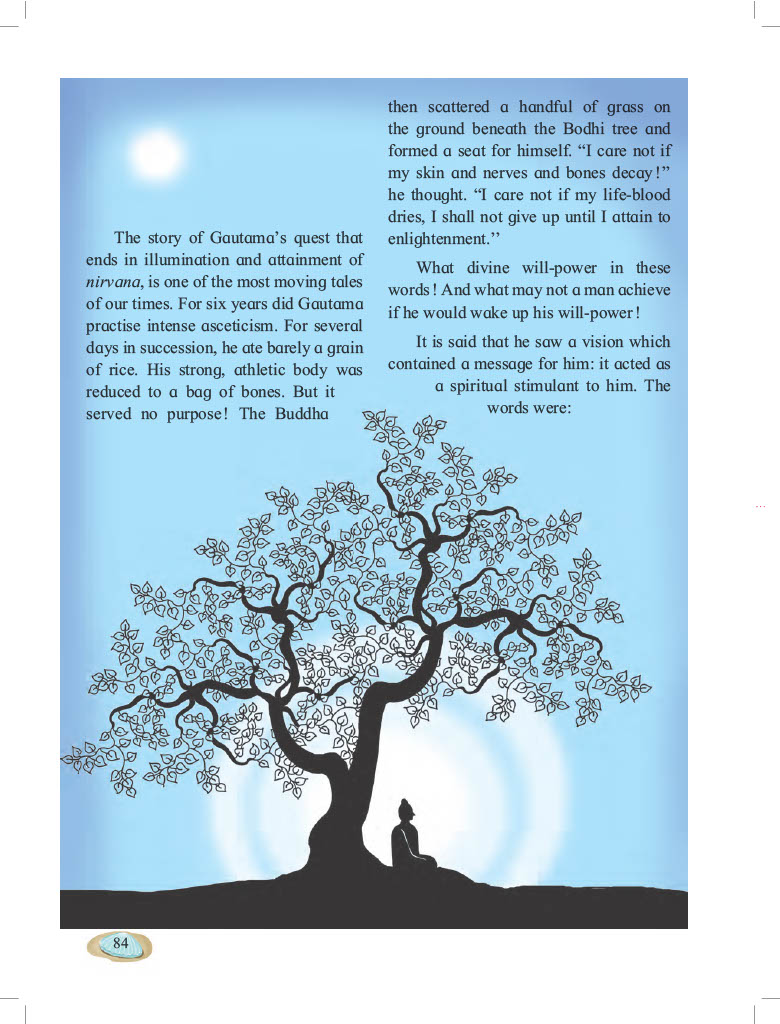 The story of Gautama’s quest that
ends in illumination and attainment of
nirvana, is one of the most moving tales
of our times. For six years did Gautama
practise intense asceticism. For several
days in succession, he ate barely a grain
of rice. His strong, athletic body was
reduced to a bag of bones. But it
served no purpose! The Buddha
then scattered a handful of grass on
the ground beneath the Bodhi tree and
formed a seat for himself. “I care not if
my skin and nerves and bones decay!”
he thought. “I care not if my life-blood
dries, I shall not give up until I attain to
enlightenment.’’
What divine will-power in these
words! And what may not a man achieve
if he would wake up his will-power!
It is said that he saw a vision which
contained a message for him: it acted as
a spiritual stimulant to him. The
words were:
...
84